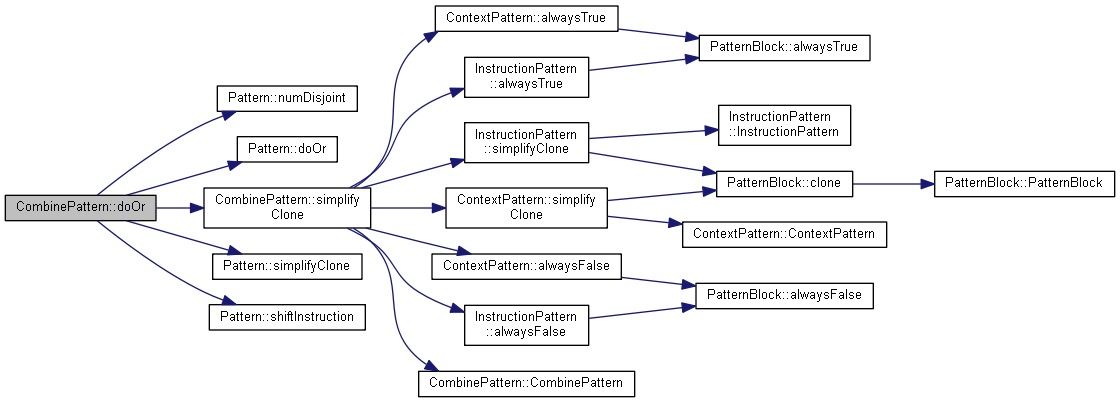 CombinePattern::doOr
Pattern::numDisjoint
Pattern::doOr
CombinePattern::simplify
Clone
Pattern::simplifyClone
Pattern::shiftInstruction
ContextPattern::alwaysTrue
InstructionPattern
::alwaysTrue
InstructionPattern
::simplifyClone
ContextPattern::simplify
Clone
ContextPattern::alwaysFalse
InstructionPattern
::alwaysFalse
CombinePattern::CombinePattern
PatternBlock::alwaysTrue
InstructionPattern
::InstructionPattern
PatternBlock::clone
ContextPattern::ContextPattern
PatternBlock::alwaysFalse
PatternBlock::PatternBlock